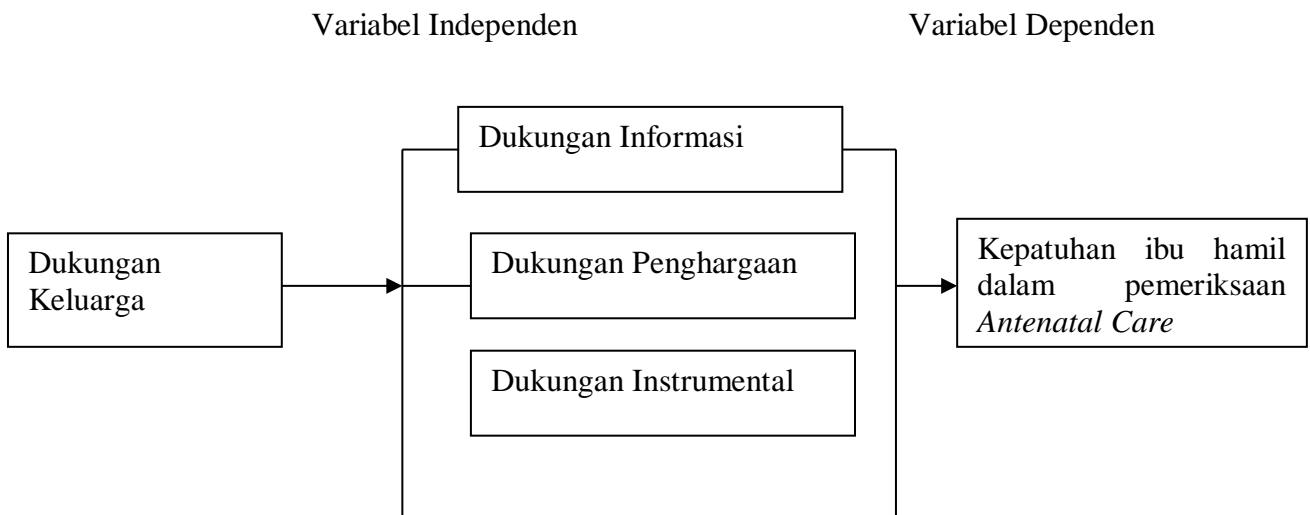 Variabel Independen
Variabel Dependen
Dukungan Informasi
Dukungan
Keluarga
Dukungan Penghargaan
Kepatuhan ibu hamil
dalam pemeriksaan
Antenatal Care
Dukungan Instrumental